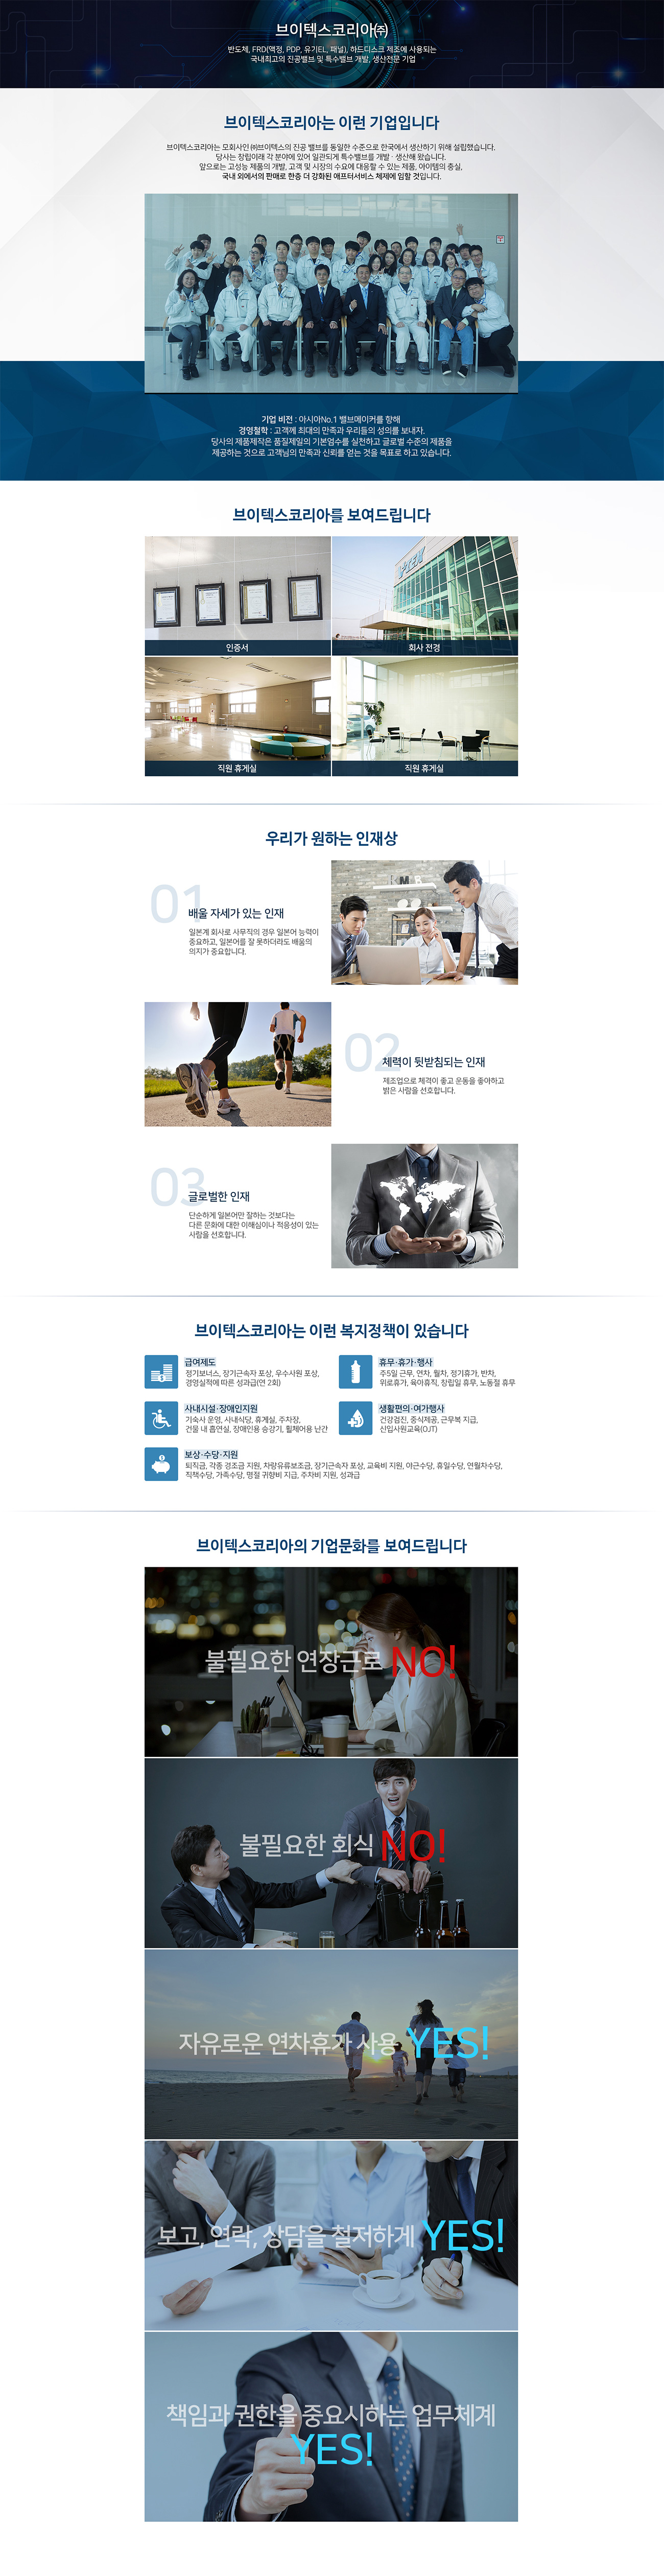 브이텍스코리아㈜
반도체, FRD(액정, PDP, 유기EL, 패널), 하드디스크 제조에 사용되는
국내최고의 진공밸브 및 특수밸브 개발, 생산전문 기업
브이텍스코리아는 이런 기업입니다
브이텍스코리아는 모회사인 ㈜브이텍스의 진공 밸브를 동일한 수준으로 한국에서 생산하기 위해 설립했습니다.
당사는 창립이래 각 분야에 있어 일관되게 특수밸브를 개발 · 생산해 왔습니다.
앞으로는 고성능 제품의 개발, 고객 및 시장의 수요에 대응할 수 있는 제품, 아이템의 충실,
국내 외에서의 판매로 한층 더 강화된 애프터서비스 체제에 임할 것입니다.
기업 비전 : 아시아No.1 밸브메이커를 향해
경영철학 : 고객께 최대의 만족과 우리들의 성의를 보내자.
당사의 제품제작은 품질제일의 기본엄수를 실천하고 글로벌 수준의 제품을
제공하는 것으로 고객님의 만족과 신뢰를 얻는 것을 목표로 하고 있습니다.
브이텍스코리아를 보여드립니다
VTEX
인증서
회사 전경
직원 휴게실
직원 휴게실
우리가 원하는 인재상
01
배울 자세가 있는 인재
일본계 회사로 사무직의 경우 일본어 능력이
중요하고, 일본어를 잘 못하더라도 배움의
의지가 중요합니다.
02
체력이 뒷받침되는 인재
제조업으로 체격이 좋고 운동을 좋아하고
밝은 사람을 선호합니다.
03
글로벌한 인재
단순하게 일본어만 잘하는 것보다는
다른 문화에 대한 이해심이나 적응성이 있는
사람을 선호합니다.
브이텍스코리아는 이런 복지정책이 있습니다
급여제도
정기보너스, 장기근속자 포상, 우수사원 포상,
경영실적에 따른 성과급(연 2회)
휴무·휴가·행사
주5일 근무, 연차, 월차, 정기휴가, 반차,
위로휴가, 육아휴직, 창립일 휴무, 노동절 휴무
사내시설·장애인지원
기숙사 운영, 사내식당, 휴게실, 주차장,
건물 내 흡연실, 장애인용 승강기, 휠체어용 난간
생활편의·여가행사
건강검진, 중식제공, 근무복 지급,
신입사원교육(OJT)
보상·수당·지원
퇴직금, 각종 경조금 지원, 차량유류보조금, 장기근속자 포상, 교육비 지원, 야근수당, 휴일수당, 연월차수당,
직책수당, 가족수당, 명절 귀향비 지급, 주차비 지원, 성과급
브이텍스코리아의 기업문화를 보여드립니다
불필요한 연장근로 NO!
불필요한 회식 NO!
자유로운 연차휴가 사용 YES!
보고, 연락, 상담을 철저하게 YES!
책임과 권한을 중요시하는 업무체계
YES!